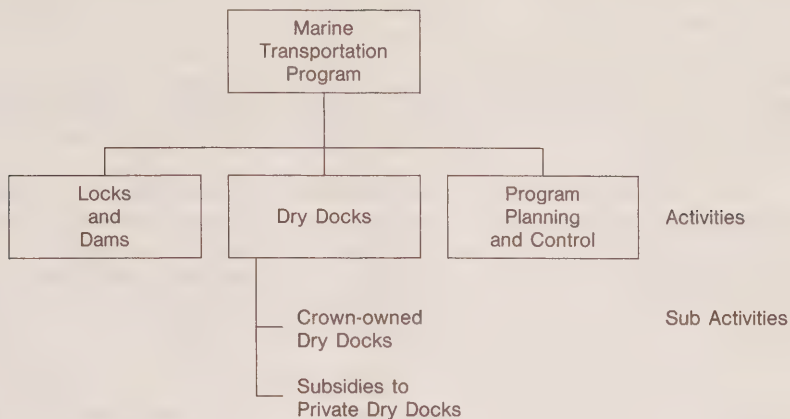 Marine
Transportation
Program
Locks
and
Dams
Dry Docks
Program
Planning
and Control
Activities
Crown-owned
Dry Docks
Sub Activities
Subsidies to
Private Dry Docks